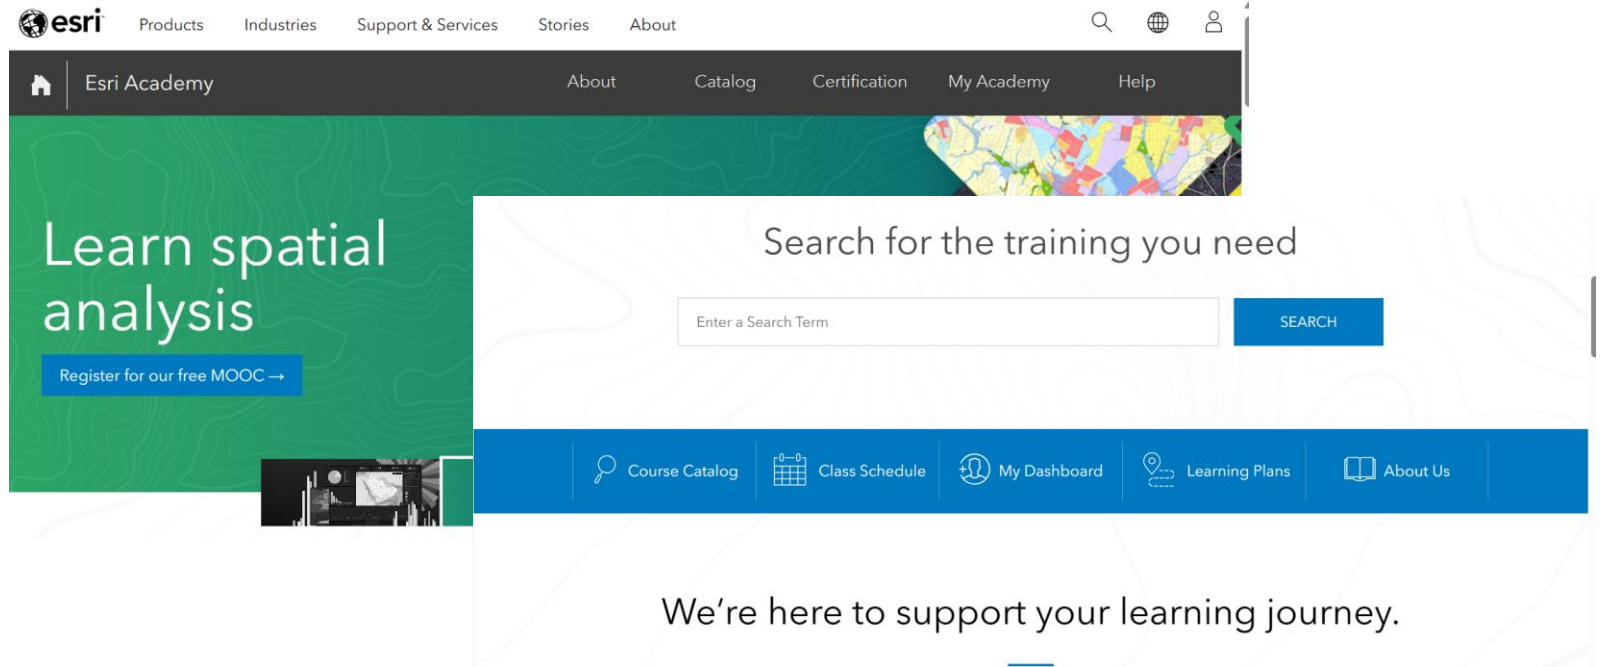 esri
Products Industries Support & Services Stories About
Esri Academy About Catalog Certification My Academy Help
Learn spatial
analysis
Register for our free MOOC →
Search for the training you need
Enter a Search Term SEARCH
Course Catalog Class Schedule My Dashboard Learning Plans About Us
We’re here to support your learning journey.